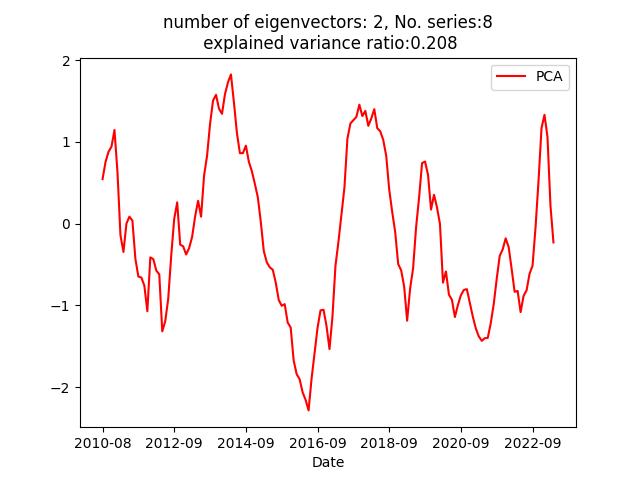 number of eigenvectors: 2, No. series:8
explained variance ratio:0.208
PCA
2
1
0
−1
−2
2010-08 2012-09 2014-09 2016-09 2018-09 2020-09 2022-09
Date